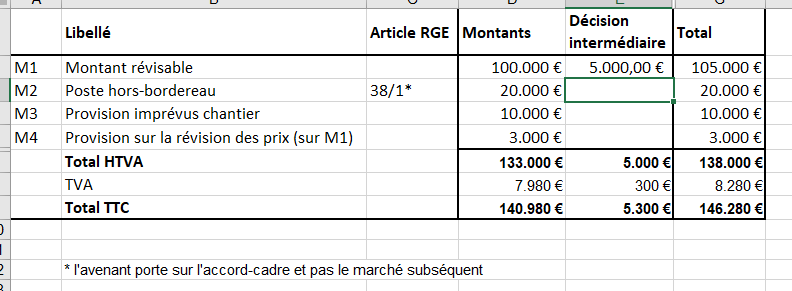 A B C D E G
Libellé Article RGE Montants Décision intermédiaire Total
M1 Montant révisable 100.000 € 5.000,00 € 105.000 €
M2 Poste hors-bordereau 38/1* 20.000 € 20.000 €
M3 Provision imprévus chantier 10.000 € 10.000 €
M4 Provision sur la révision des prix (sur M1) 3.000 € 3.000 €
Total HTVA 133.000 € 5.000 € 138.000 €
TVA 7.980 € 300 € 8.280 €
Total TTC 140.980 € 5.300 € 146.280 €
* l'avenant porte sur l'accord-cadre et pas le marché subséquent